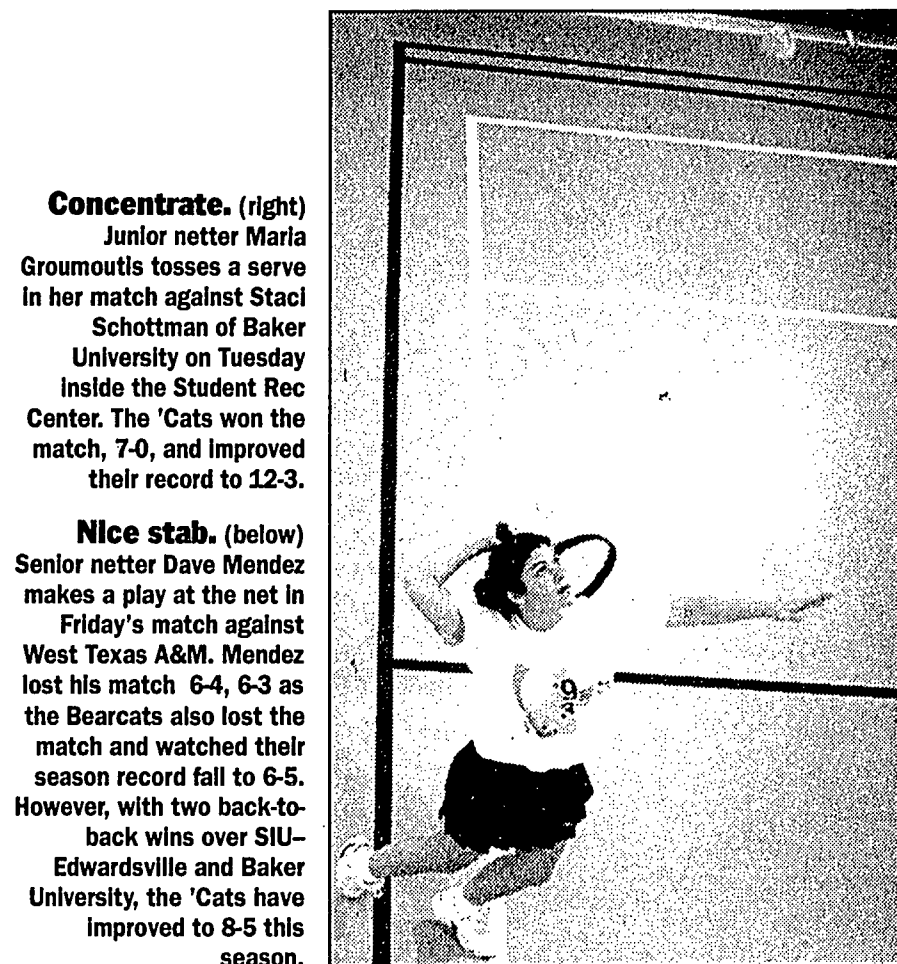 Concentrate. (right)
Junior netter Maria
Groumoutis tosses a serve
in her match against Staci
Schottman of Baker
University on Tuesday
inside the Student Rec
Center. The 'Cats won the
match, 7-0, and improved
their record to 12-3.
Nice stab. (below)
Senior netter Dave Mendez
makes a play at the net in
Friday's match against
West Texas A&M. Mendez
lost his match 6-4, 6-3 as
the Bearcats also lost the
match and watched their
season record fall to 6-5.
However, with two back-to-
back wins over SIU–
Edwardsville and Baker
University, the 'Cats have
improved to 8-5 this
season.